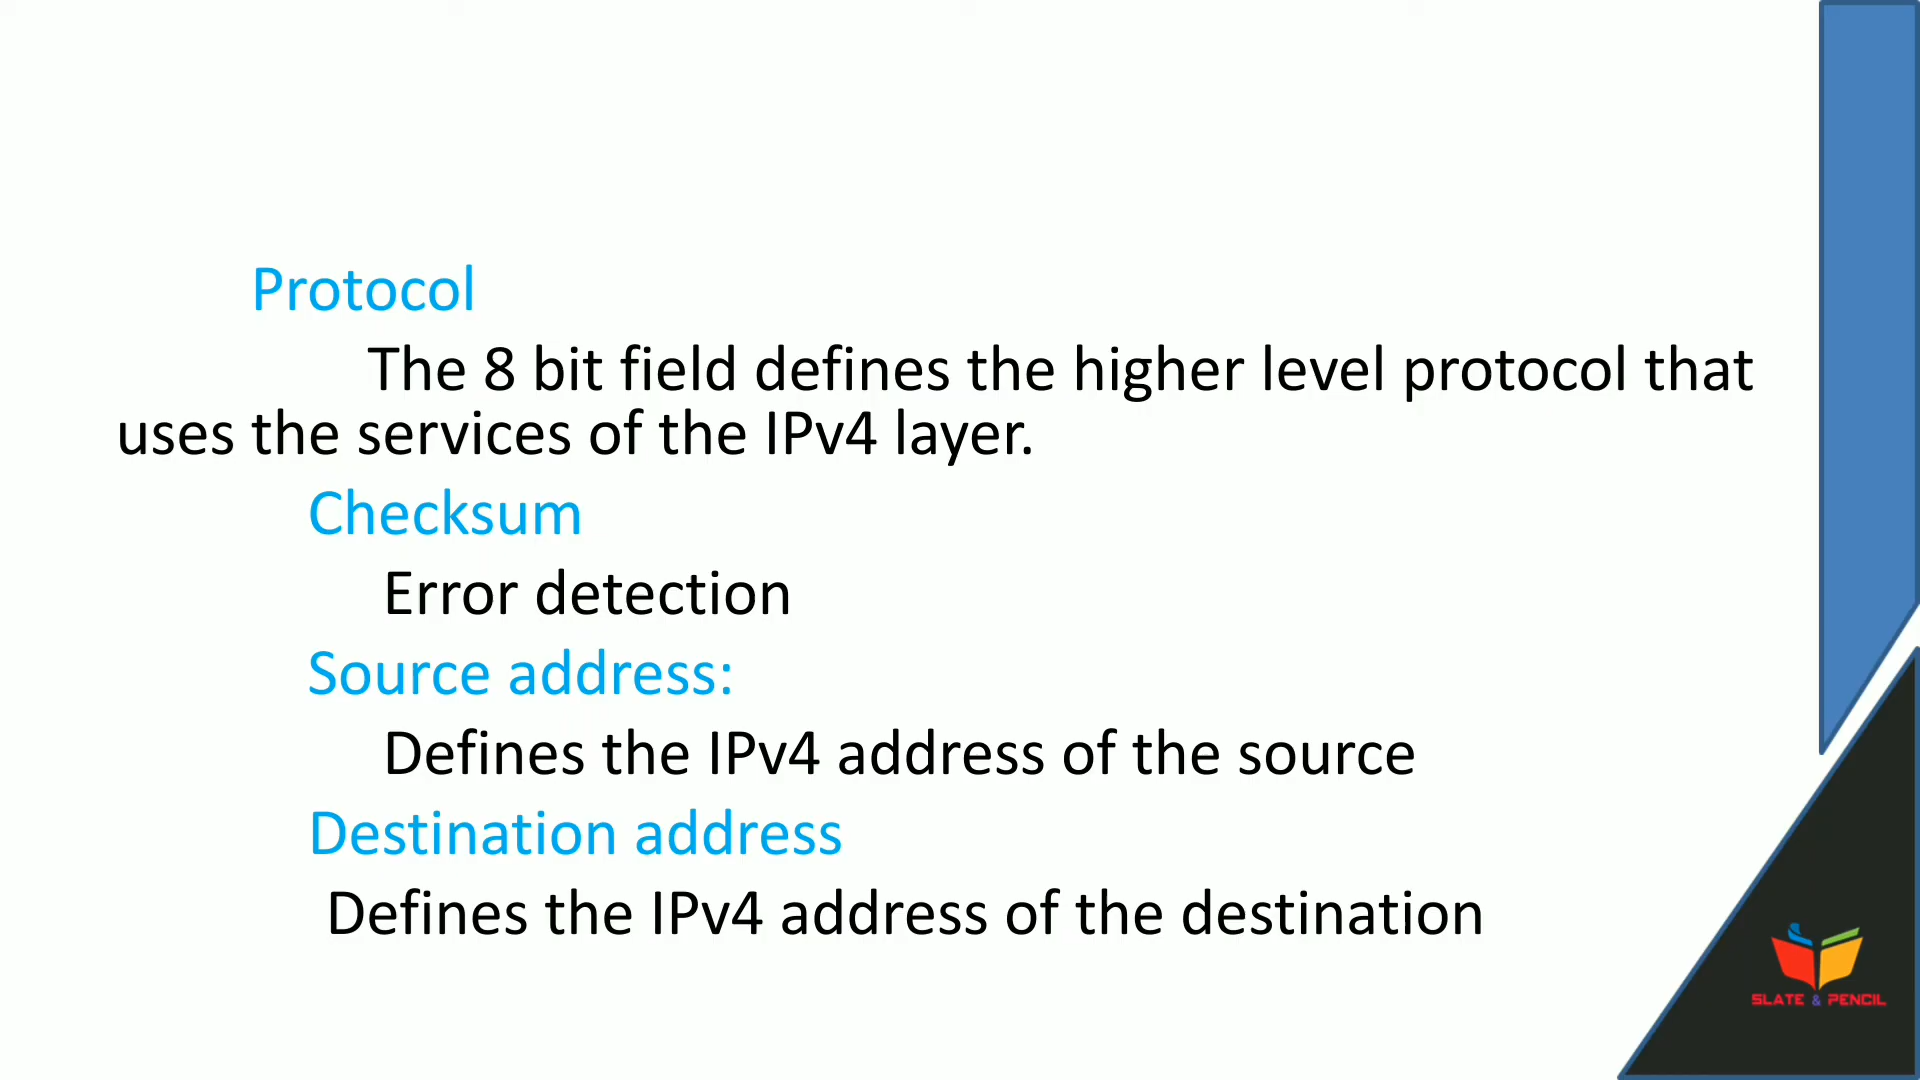 Protocol
The 8 bit field defines the higher level protocol that
uses the services of the IPv4 layer.
Checksum
Error detection
Source address:
Defines the IPv4 address of the source
Destination address
Defines the IPv4 address of the destination
SLATE & PENCIL